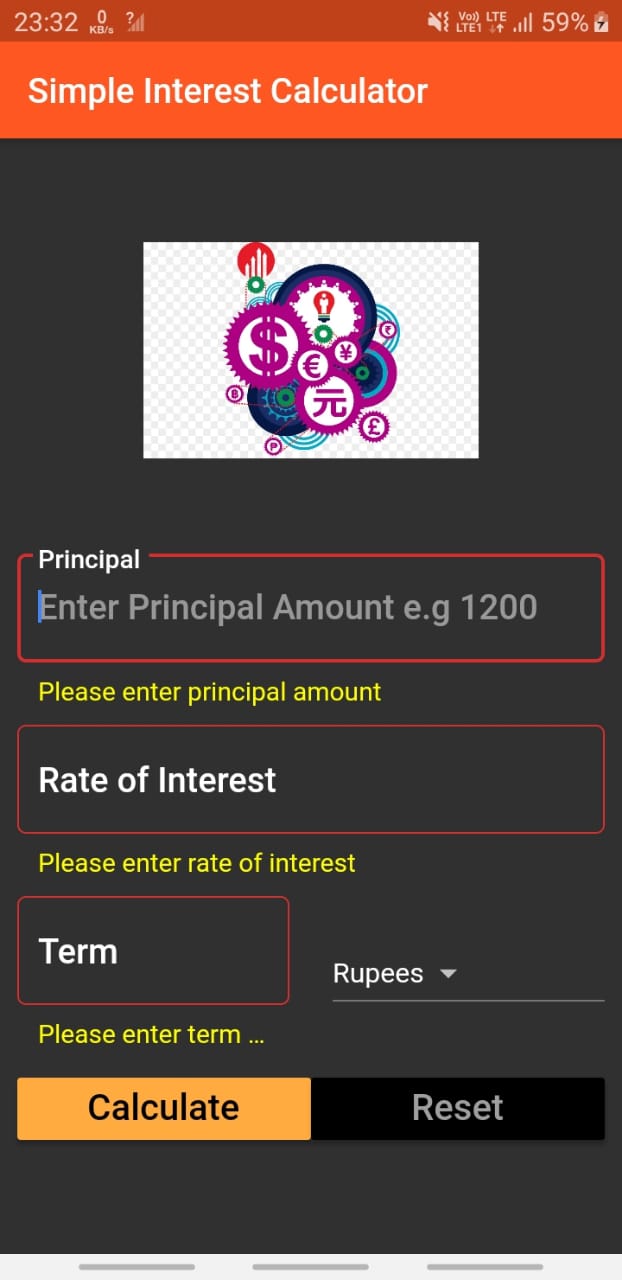 23:32 0 KB/s ? Vo) LTE LTE1 59%
Simple Interest Calculator
$ € ¥ ₹ 元 £ ฿ ₱
Principal
Enter Principal Amount e.g 1200
Please enter principal amount
Rate of Interest
Please enter rate of interest
Term
Rupees
Please enter term ...
Calculate Reset